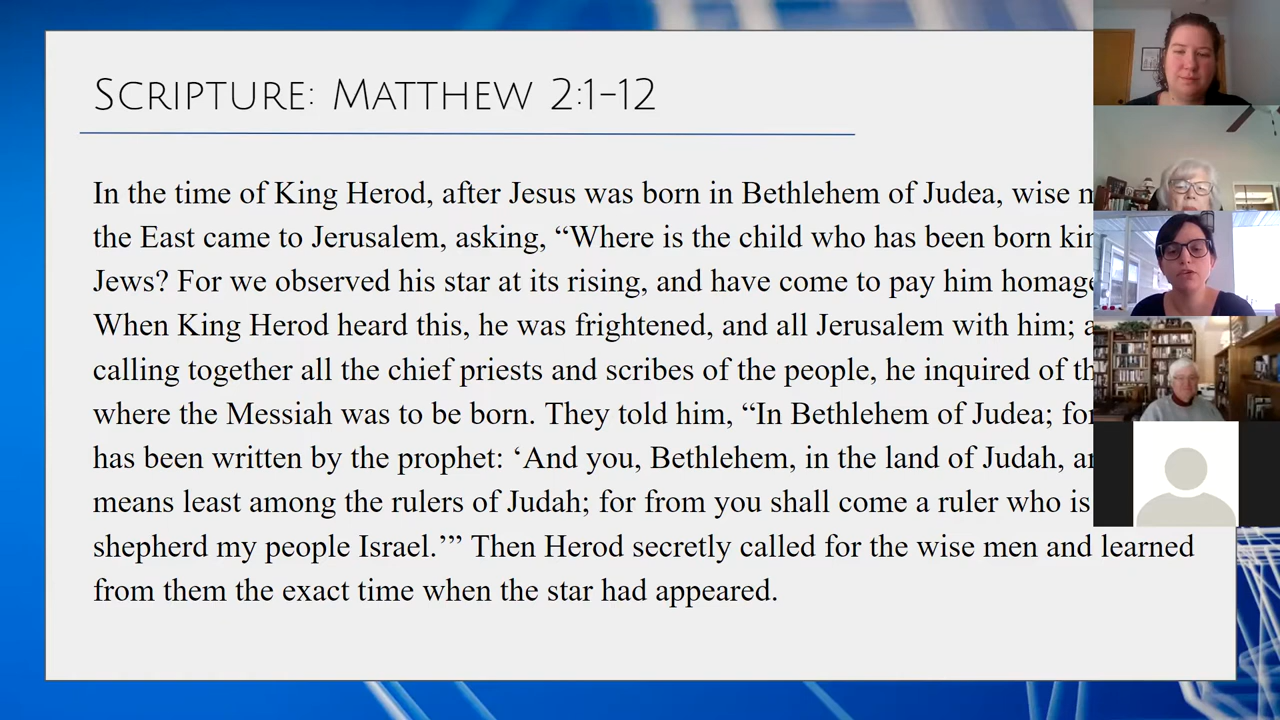 Scripture: Matthew 2:1-12
In the time of King Herod, after Jesus was born in Bethlehem of Judea, wise
the East came to Jerusalem, asking, “Where is the child who has been born
Jews? For we observed his star at its rising, and have come to pay him homage
When King Herod heard this, he was frightened, and all Jerusalem with him;
calling together all the chief priests and scribes of the people, he inquired of
where the Messiah was to be born. They told him, “In Bethlehem of Judea; for
has been written by the prophet: ‘And you, Bethlehem, in the land of Judah,
means least among the rulers of Judah; for from you shall come a ruler who is
shepherd my people Israel.’” Then Herod secretly called for the wise men and learned
from them the exact time when the star had appeared.